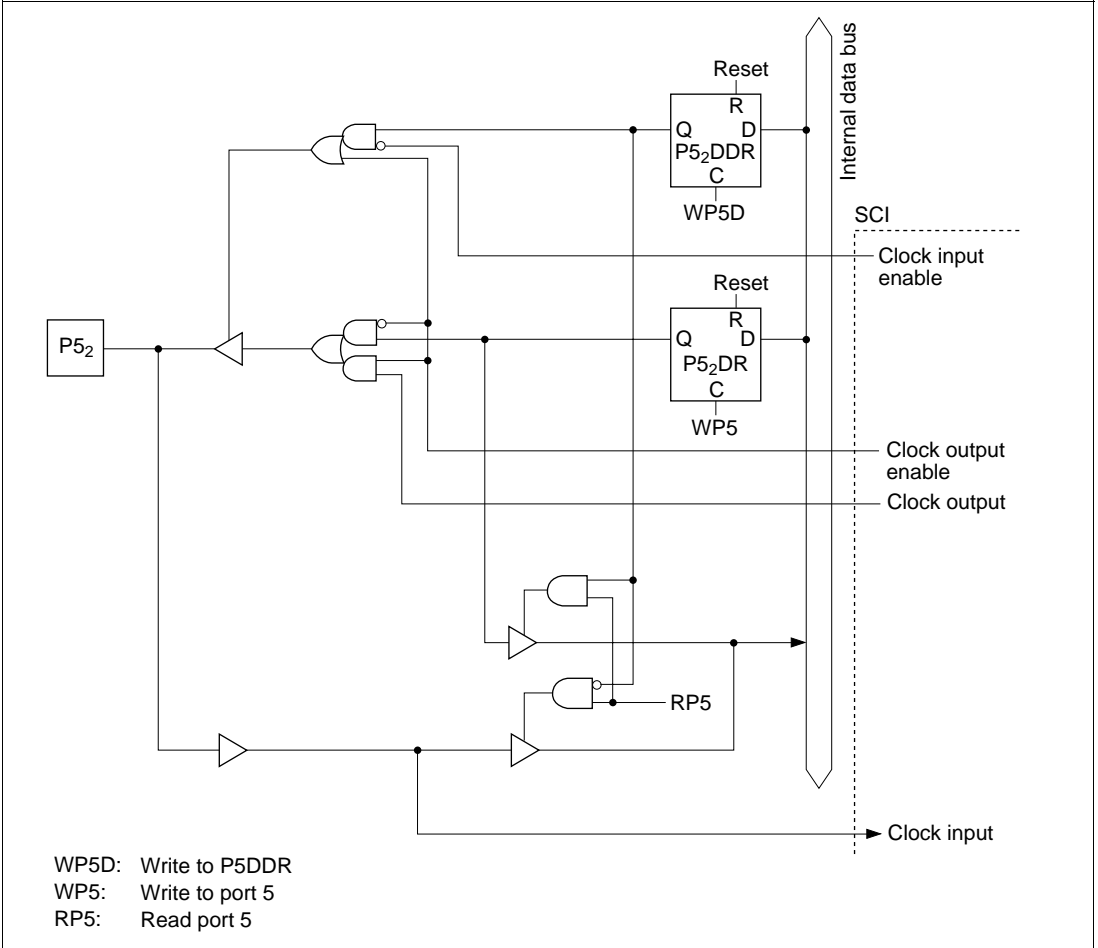 Reset
R
Q D
P5₂DDR
C
WP5D
Internal data bus
SCI
Clock input
enable
Reset
R
Q D
P5₂DR
C
WP5
P5₂
Clock output
enable
Clock output
RP5
Clock input
WP5D: Write to P5DDR
WP5: Write to port 5
RP5: Read port 5